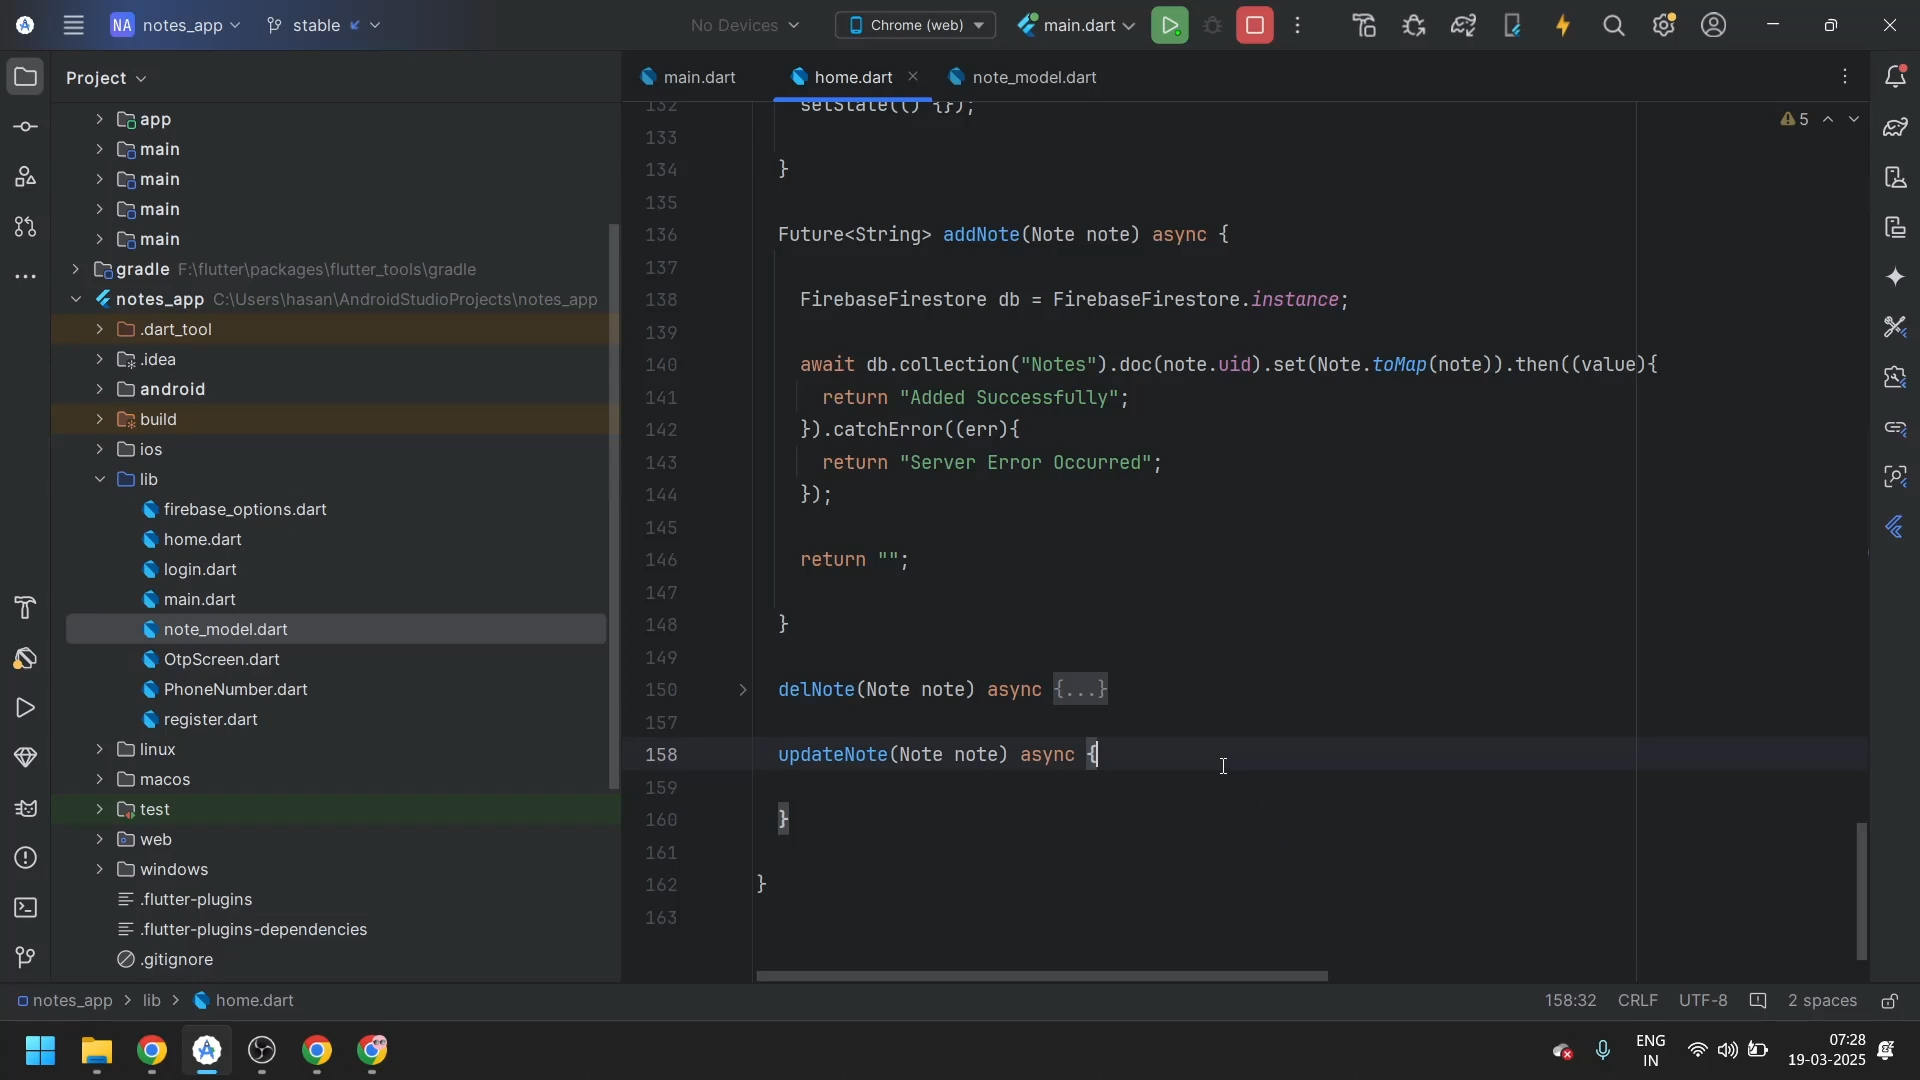 NA notes_app stable
No Devices
Chrome (web)
main.dart
Project
main.dart
home.dart
note_model.dart
app
main
main
main
main
gradle F:\flutter\packages\flutter_tools\gradle
notes_app C:\Users\hasan\AndroidStudioProjects\notes_app
.dart_tool
.idea
android
build
ios
lib
firebase_options.dart
home.dart
login.dart
main.dart
note_model.dart
OtpScreen.dart
PhoneNumber.dart
register.dart
linux
macos
test
web
windows
.flutter-plugins
.flutter-plugins-dependencies
.gitignore
5
132 setState(() {});
133
134 }
135
136 Future<String> addNote(Note note) async {
137
138 FirebaseFirestore db = FirebaseFirestore.instance;
139
140 await db.collection("Notes").doc(note.uid).set(Note.toMap(note)).then((value){
141 return "Added Successfully";
142 }).catchError((err){
143 return "Server Error Occurred";
144 });
145
146 return "";
147
148 }
149
150 delNote(Note note) async {...}
157
158 updateNote(Note note) async {
159
160 }
161
162 }
163
notes_app > lib > home.dart
158:32 CRLF UTF-8 2 spaces
ENG
IN
07:28
19-03-2025